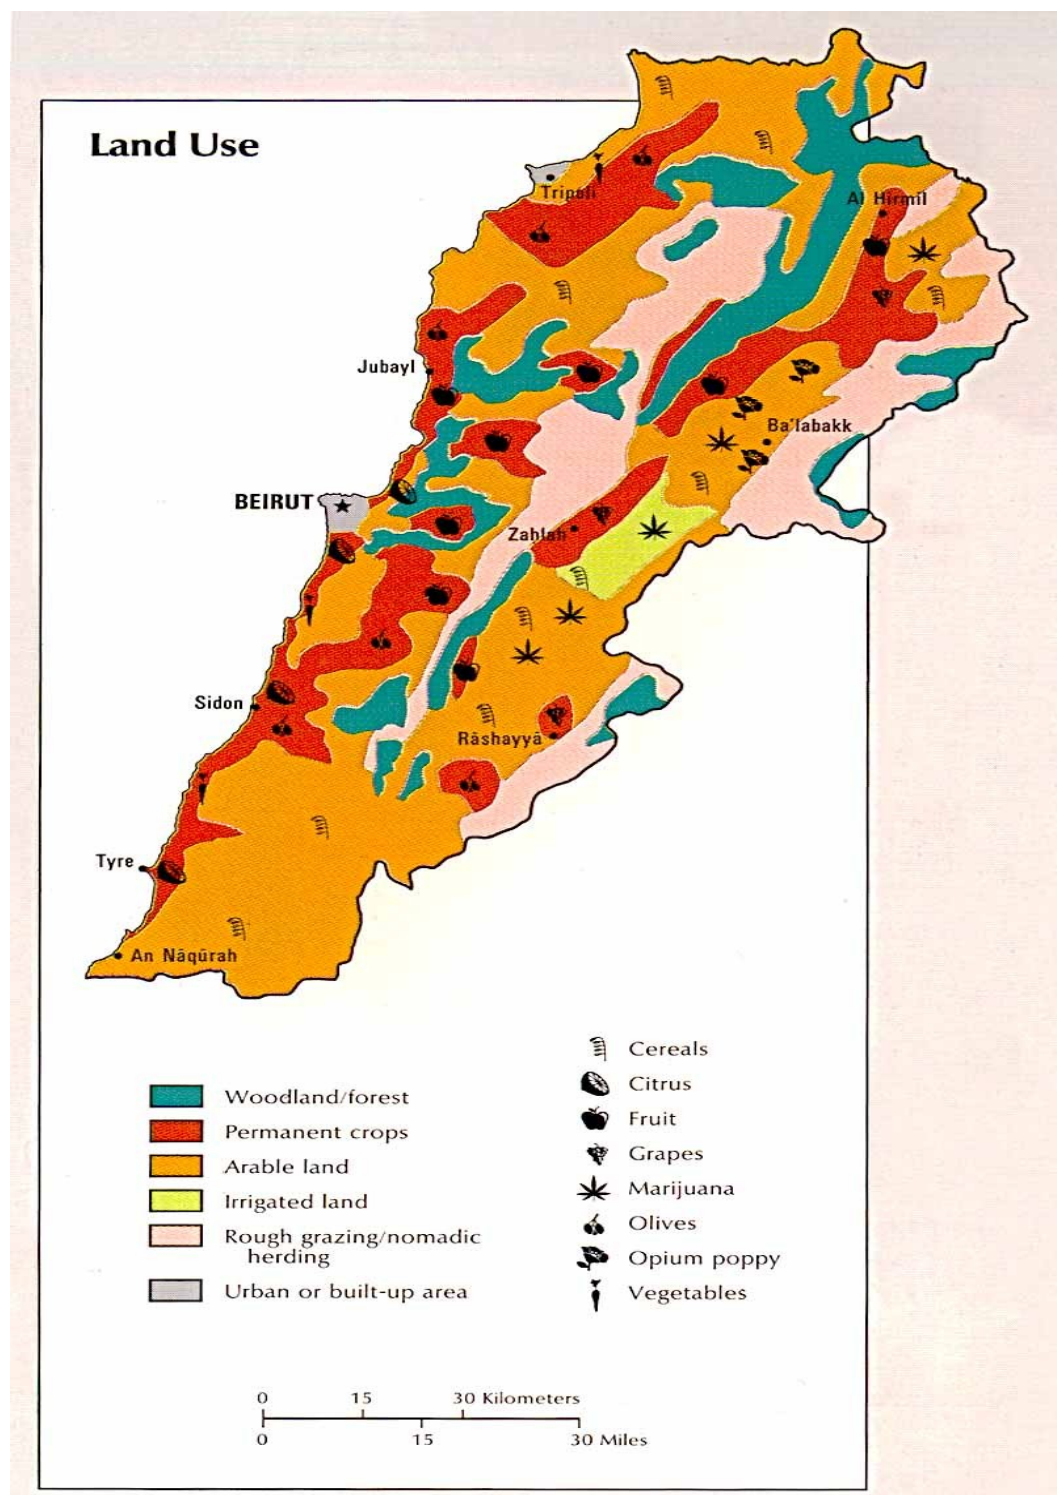 Land Use
Tripoli
Al Hirmil
Jubayl
Ba'labakk
BEIRUT
Zahlah
Sidon
Rāshayyā
Tyre
An Nāqūrah
Woodland/forest
Permanent crops
Arable land
Irrigated land
Rough grazing/nomadic
herding
Urban or built-up area
Cereals
Citrus
Fruit
Grapes
Marijuana
Olives
Opium poppy
Vegetables
0 15 30 Kilometers
0 15 30 Miles